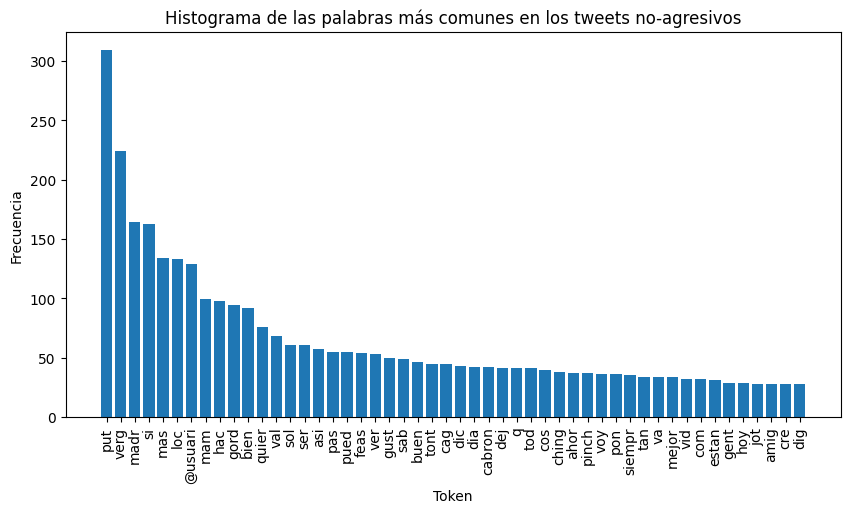 Histograma de las palabras más comunes en los tweets no-agresivos
Frecuencia
300
250
200
150
100
50
0
put
verg
madr
si
mas
loc
@usuari
mam
hac
gord
bien
quier
val
sol
ser
asi
pas
pued
feas
ver
gust
sab
buen
tont
cag
dic
dia
cabron
dej
q
tod
cos
ching
ahor
pinch
voy
pon
siempr
tan
va
mejor
vid
com
estan
gent
hoy
jot
amig
cre
dig
Token